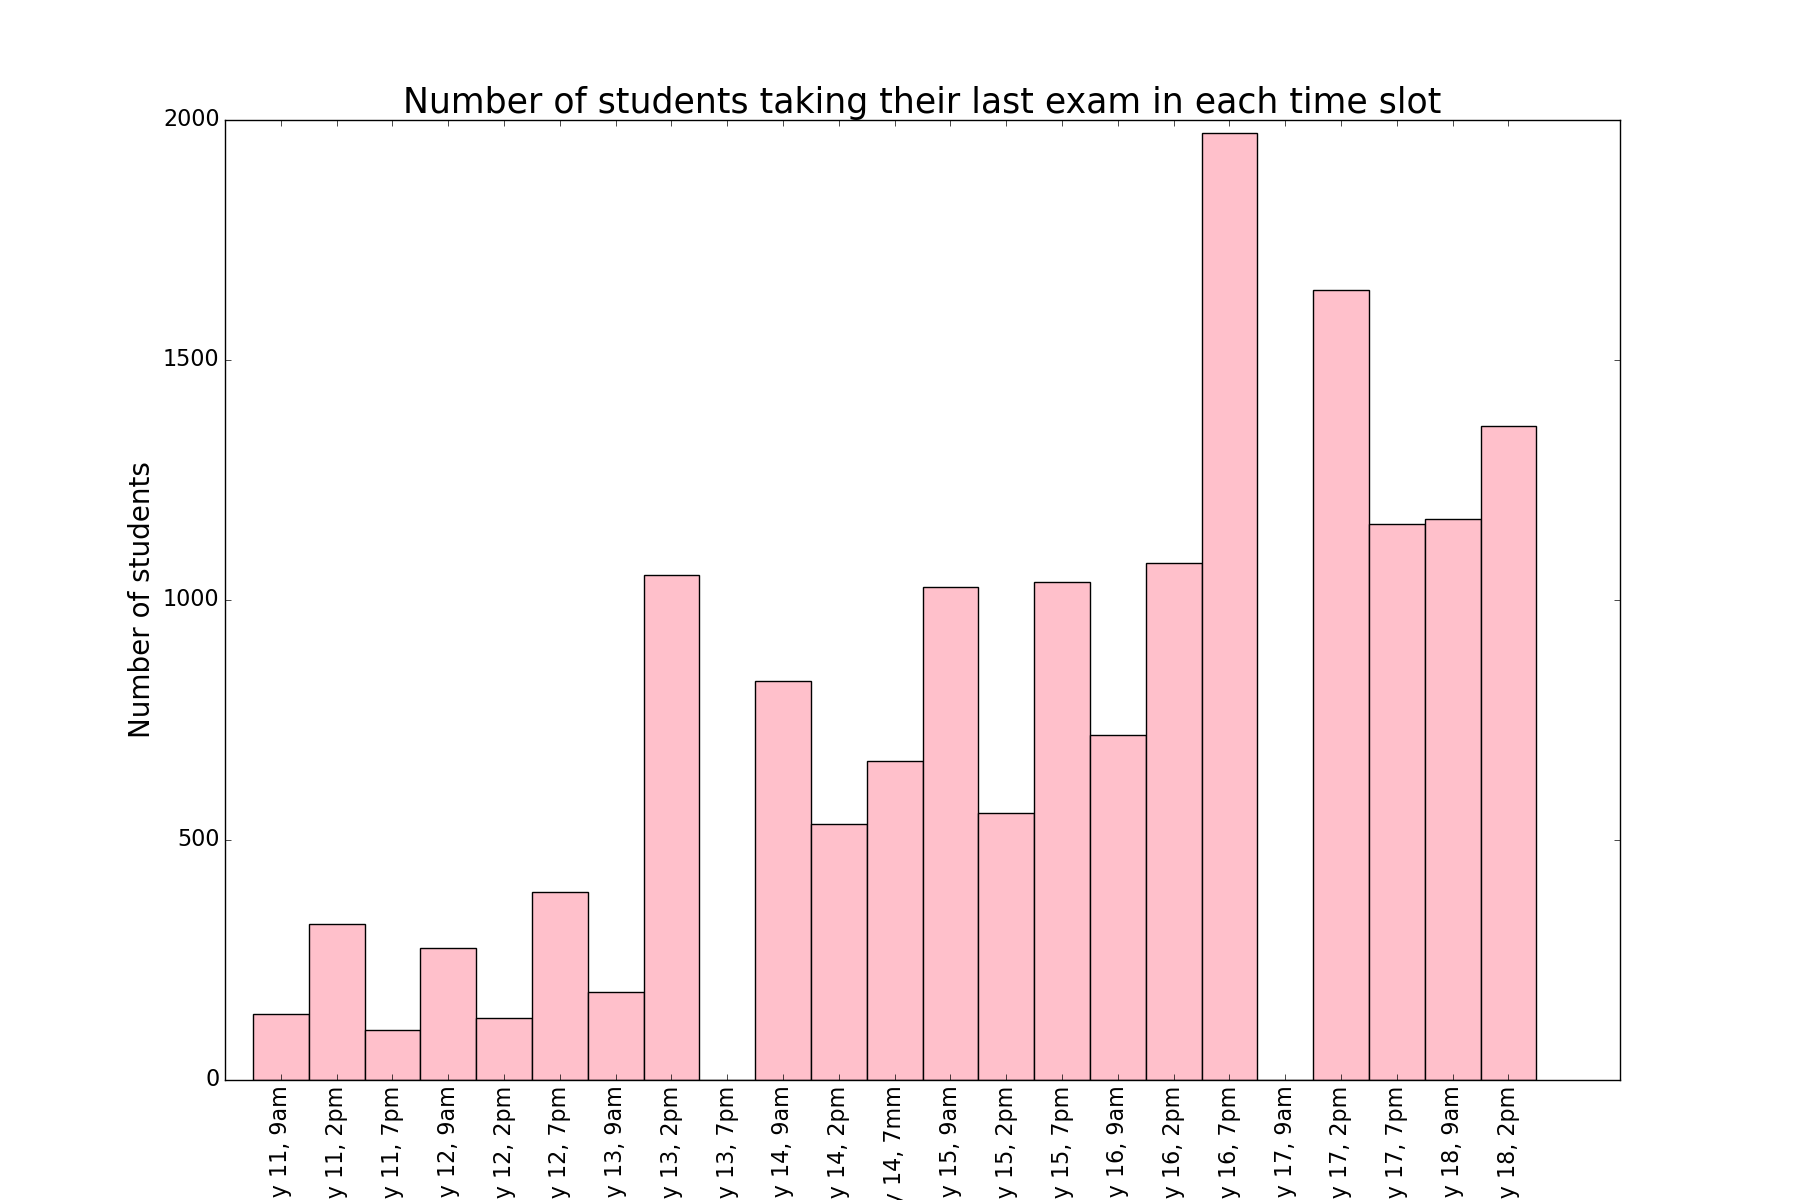 Number of students taking their last exam in each time slot
Number of students
2000
1500
1000
500
0
y 11, 9am
y 11, 2pm
y 11, 7pm
y 12, 9am
y 12, 2pm
y 12, 7pm
y 13, 9am
y 13, 2pm
y 13, 7pm
y 14, 9am
y 14, 2pm
y 14, 7mm
y 15, 9am
y 15, 2pm
y 15, 7pm
y 16, 9am
y 16, 2pm
y 16, 7pm
y 17, 9am
y 17, 2pm
y 17, 7pm
y 18, 9am
y 18, 2pm